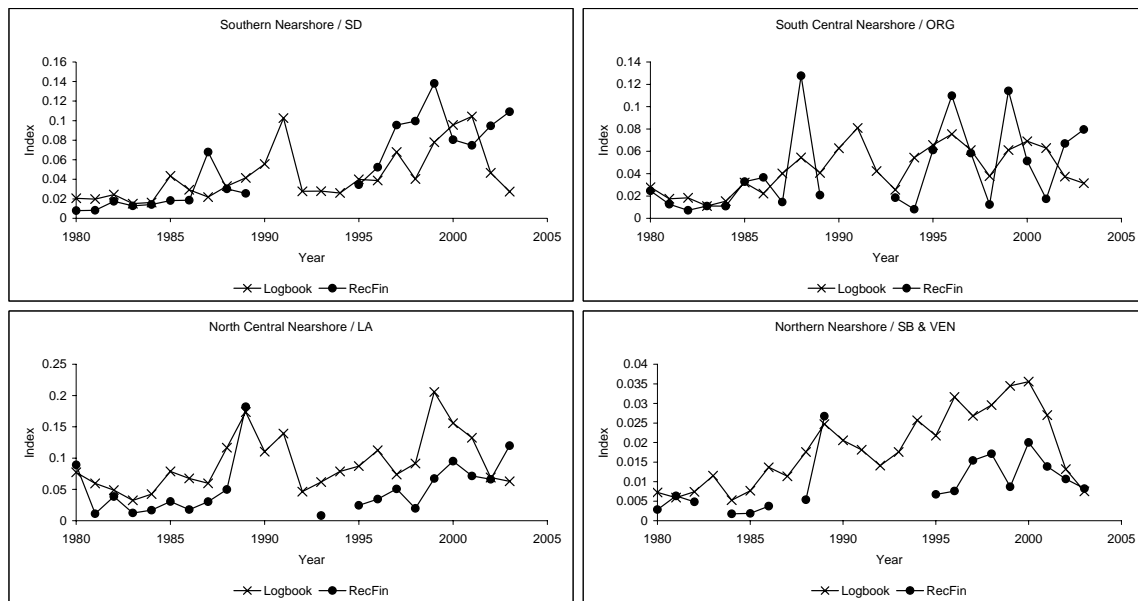 Southern Nearshore / SD
0.16
0.14
0.12
0.1
0.08
0.06
0.04
0.02
0
Index
1980 1985 1990 1995 2000 2005
Year
Logbook RecFin
South Central Nearshore / ORG
0.14
0.12
0.1
0.08
0.06
0.04
0.02
0
Index
1980 1985 1990 1995 2000 2005
Year
Logbook RecFin
North Central Nearshore / LA
0.25
0.2
0.15
0.1
0.05
0
Index
1980 1985 1990 1995 2000 2005
Year
Logbook RecFin
Northern Nearshore / SB & VEN
0.04
0.035
0.03
0.025
0.02
0.015
0.01
0.005
0
Index
1980 1985 1990 1995 2000 2005
Year
Logbook RecFin